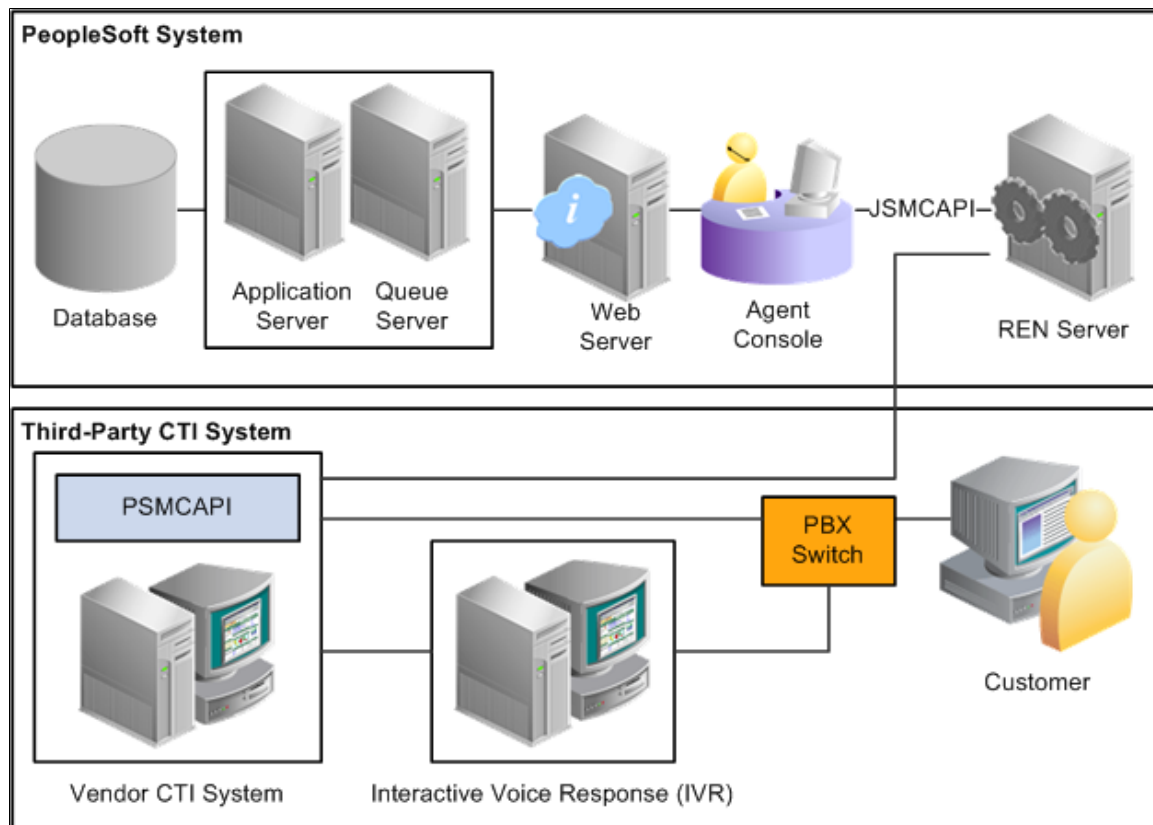 PeopleSoft System
Database
Application
Server
Queue
Server
i
Web
Server
Agent
Console
JSMCAPI
REN Server
Third-Party CTI System
PSMCAPI
Vendor CTI System
Interactive Voice Response (IVR)
PBX
Switch
Customer